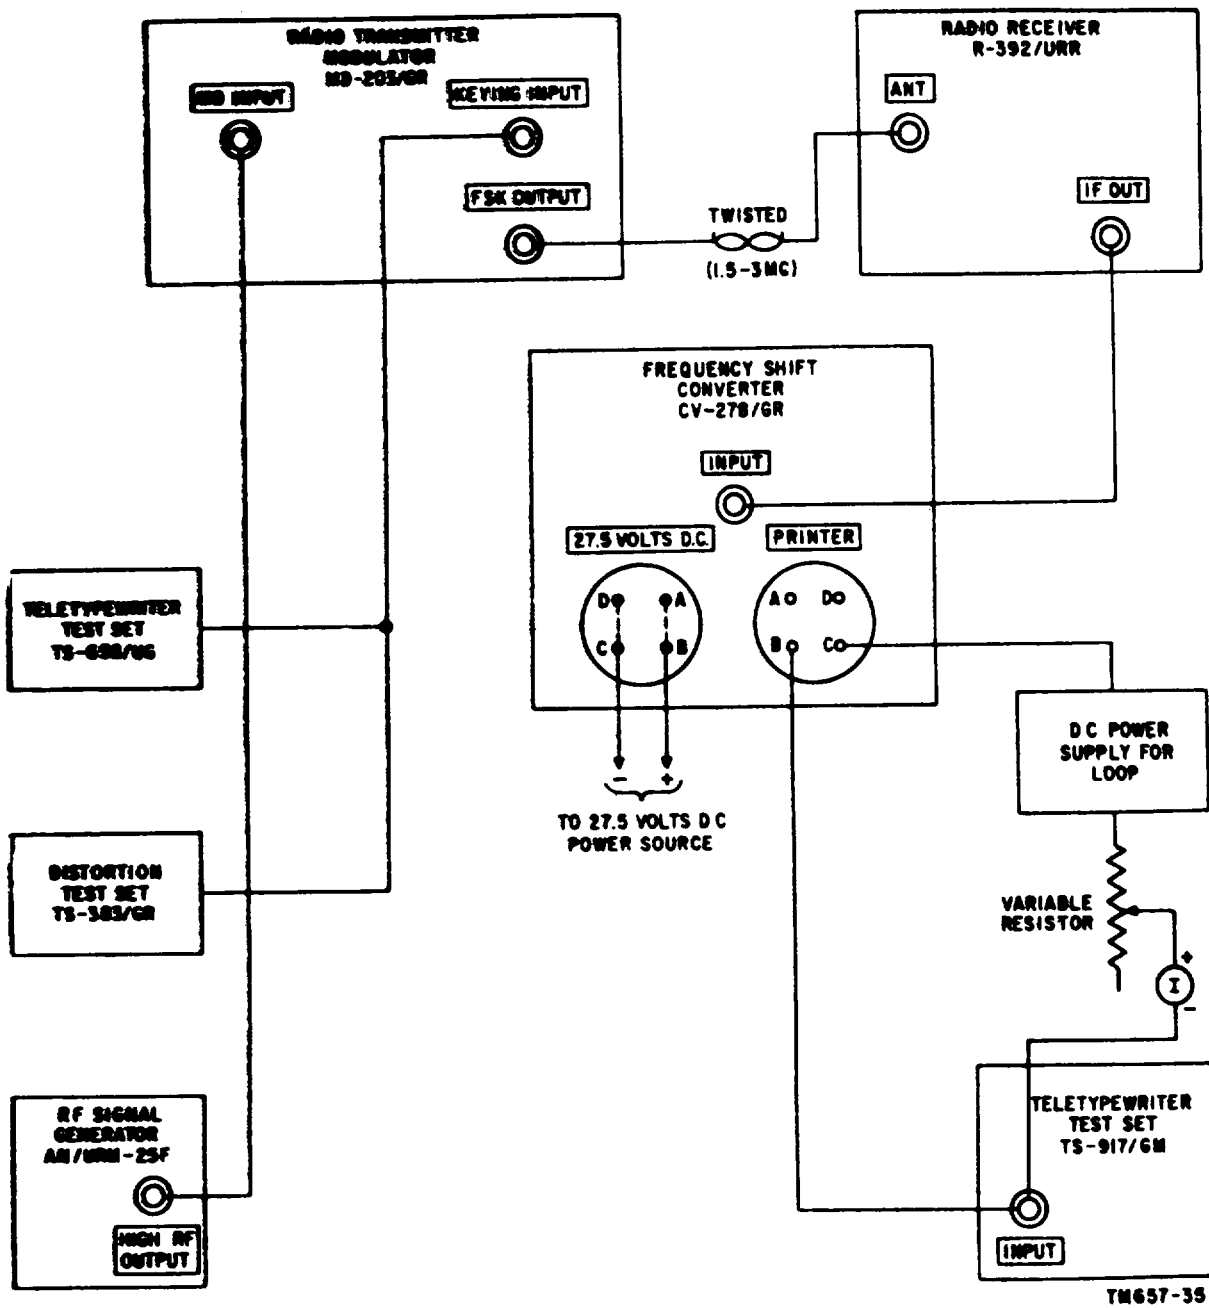 RADIO TRANSMITTER
MODULATOR
MD-203/GR
MO INPUT
KEYING INPUT
FSK OUTPUT
TWISTED
(1.5-3MC)
RADIO RECEIVER
R-392/URR
ANT
IF OUT
FREQUENCY SHIFT
CONVERTER
CV-278/GR
INPUT
27.5 VOLTS D.C.
PRINTER
D A
C B
A D
B C
- +
TO 27.5 VOLTS DC
POWER SOURCE
TELETYPEWRITER
TEST SET
DISTORTION
TEST SET
TS-383/GR
RF SIGNAL
GENERATOR
AN/URM-25F
HIGH RF
OUTPUT
DC POWER
SUPPLY FOR
LOOP
VARIABLE
RESISTOR
+
I
-
TELETYPEWRITER
TEST SET
TS-917/GM
INPUT
TM657-35